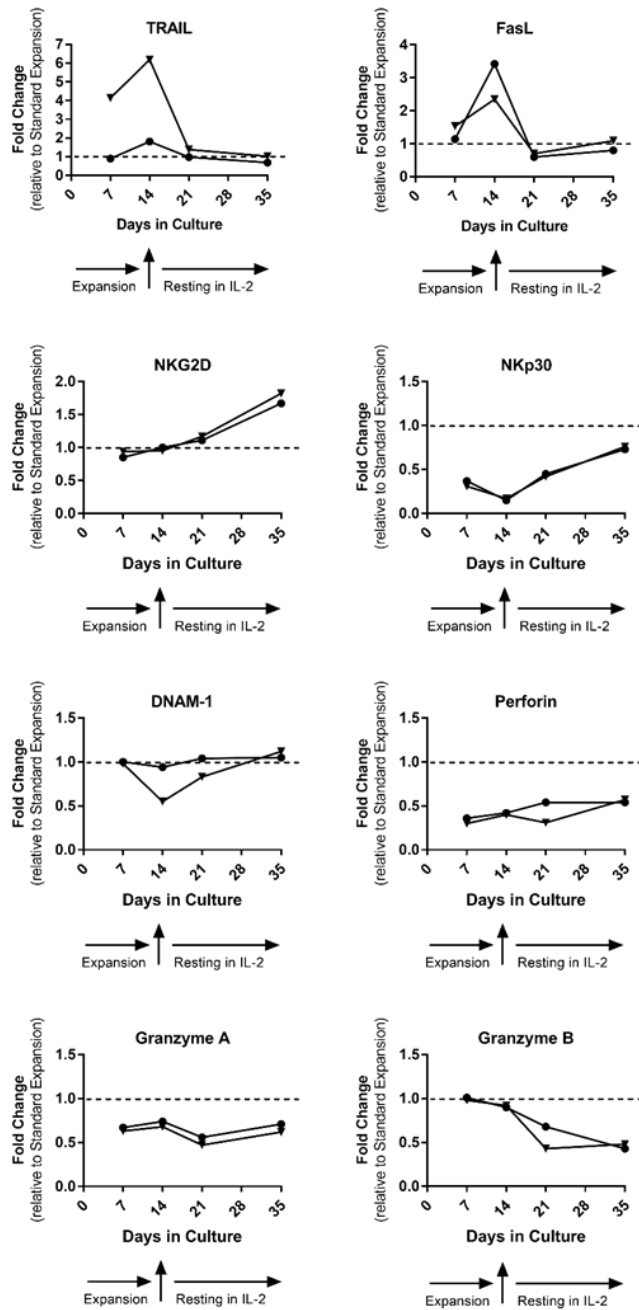 TRAIL
Fold Change
(relative to Standard Expansion)
7
6
5
4
3
2
1
0
0 7 14 21 28 35
Days in Culture
Expansion Resting in IL-2
FasL
Fold Change
(relative to Standard Expansion)
4
3
2
1
0
0 7 14 21 28 35
Days in Culture
Expansion Resting in IL-2
NKG2D
Fold Change
(relative to Standard Expansion)
2.0
1.5
1.0
0.5
0.0
0 7 14 21 28 35
Days in Culture
Expansion Resting in IL-2
NKp30
Fold Change
(relative to Standard Expansion)
1.5
1.0
0.5
0.0
0 7 14 21 28 35
Days in Culture
Expansion Resting in IL-2
DNAM-1
Fold Change
(relative to Standard Expansion)
1.5
1.0
0.5
0.0
0 7 14 21 28 35
Days in Culture
Expansion Resting in IL-2
Perforin
Fold Change
(relative to Standard Expansion)
1.5
1.0
0.5
0.0
0 7 14 21 28 35
Days in Culture
Expansion Resting in IL-2
Granzyme A
Fold Change
(relative to Standard Expansion)
1.5
1.0
0.5
0.0
0 7 14 21 28 35
Days in Culture
Expansion Resting in IL-2
Granzyme B
Fold Change
(relative to Standard Expansion)
1.5
1.0
0.5
0.0
0 7 14 21 28 35
Days in Culture
Expansion Resting in IL-2